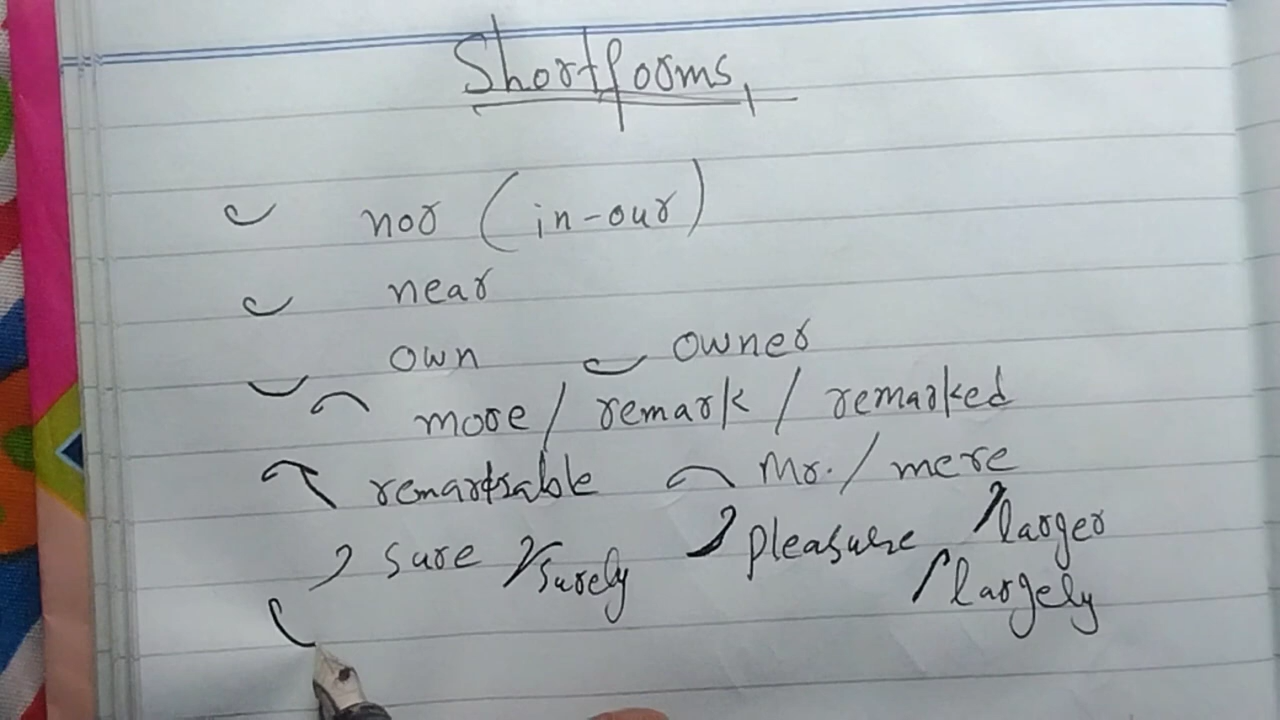 Shortforms
nor (in-our)
near
own owner
more / remark / remarked
remarkable Mr. / mere
sure surely pleasure larger
largely